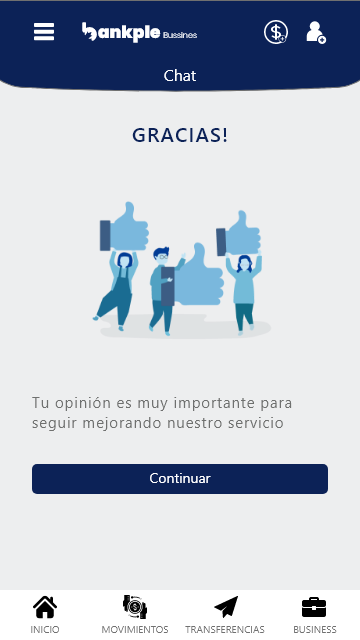 bankple Bussines
Chat
GRACIAS!
Tu opinión es muy importante para
seguir mejorando nuestro servicio
Continuar
INICIO
MOVIMIENTOS
TRANSFERENCIAS
BUSINESS